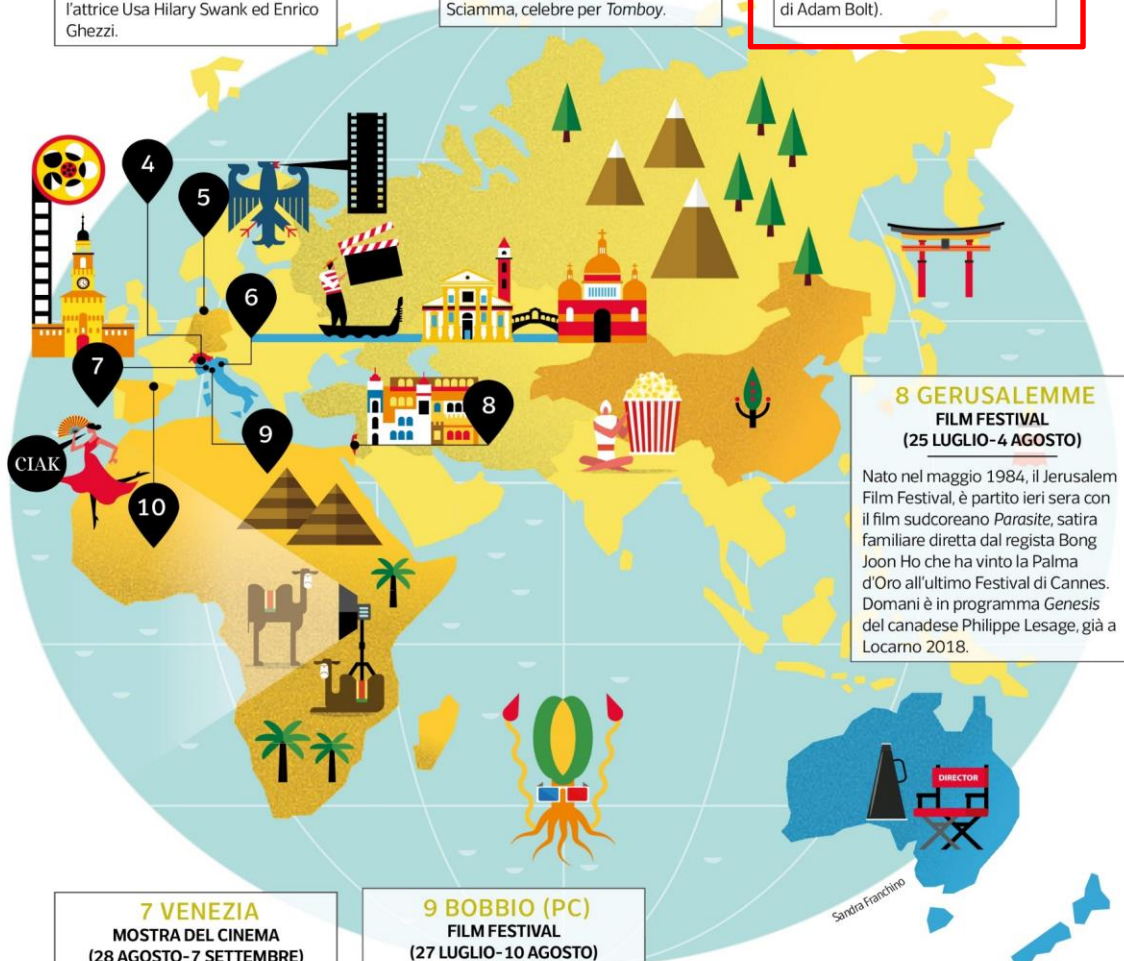 l'attrice Usa Hilary Swank ed Enrico
Ghezzi.
Sciamma, celebre per Tomboy.
di Adam Bolt).
4
5
6
7
8
9
10
CIAK
8 GERUSALEMME
FILM FESTIVAL
(25 LUGLIO-4 AGOSTO)
Nato nel maggio 1984, il Jerusalem
Film Festival, è partito ieri sera con
il film sudcoreano Parasite, satira
familiare diretta dal regista Bong
Joon Ho che ha vinto la Palma
d'Oro all'ultimo Festival di Cannes.
Domani è in programma Genesis
del canadese Philippe Lesage, già a
Locarno 2018.
DIRECTOR
Sandra Franchino
7 VENEZIA
MOSTRA DEL CINEMA
(28 AGOSTO-7 SETTEMBRE)
9 BOBBIO (PC)
FILM FESTIVAL
(27 LUGLIO-10 AGOSTO)